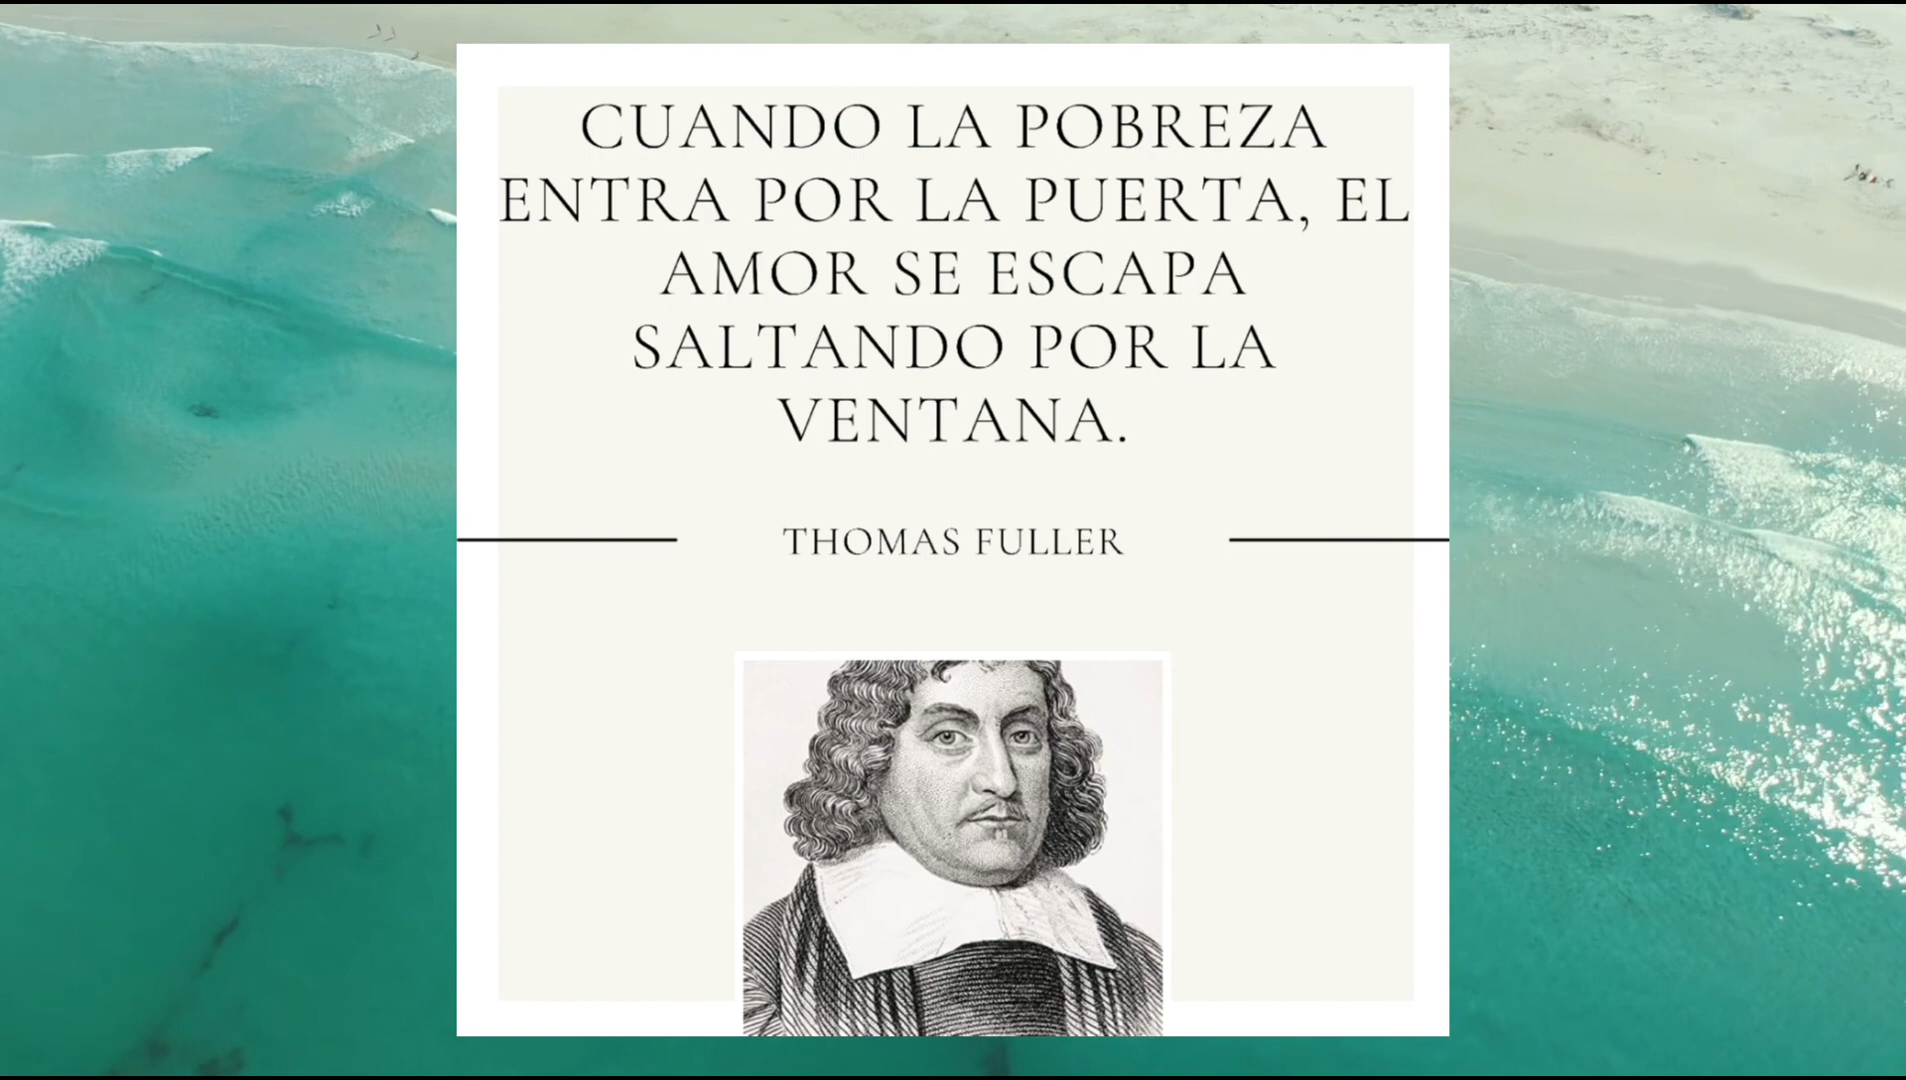 CUANDO LA POBREZA
ENTRA POR LA PUERTA, EL
AMOR SE ESCAPA
SALTANDO POR LA
VENTANA.
THOMAS FULLER